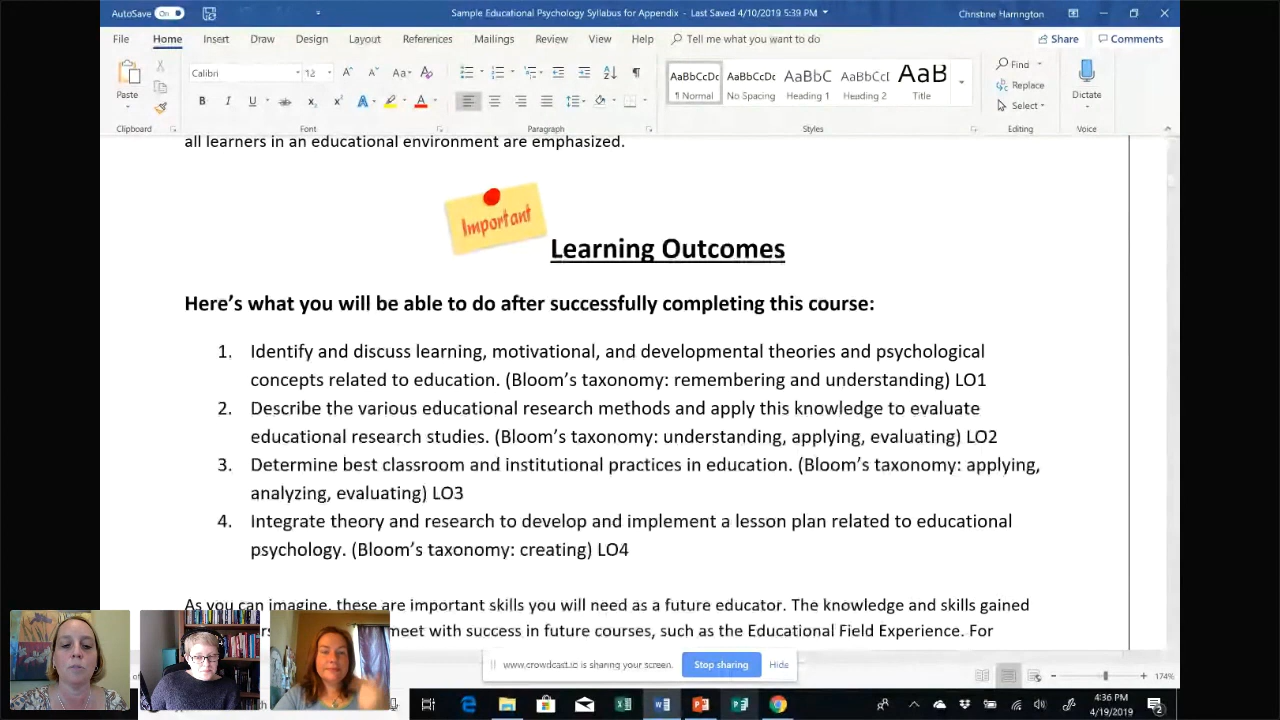 AutoSave On Sample Educational Psychology Syllabus for Appendix - Last Saved 4/10/2019 5:39 PM Christine Harrington
File Home Insert Draw Design Layout References Mailings Review View Help Tell me what you want to do Share Comments
Calibri 12 Aa AaBbCcDc AaBbCcDc AaBbC AaBbCcI AaB Find
Paste B I U ab x₂ x² A A ¶ Normal No Spacing Heading 1 Heading 2 Title Replace Select Dictate
Clipboard Font Paragraph Styles Editing Voice
all learners in an educational environment are emphasized.
Important
Learning Outcomes
Here's what you will be able to do after successfully completing this course:
1. Identify and discuss learning, motivational, and developmental theories and psychological
concepts related to education. (Bloom's taxonomy: remembering and understanding) LO1
2. Describe the various educational research methods and apply this knowledge to evaluate
educational research studies. (Bloom's taxonomy: understanding, applying, evaluating) LO2
3. Determine best classroom and institutional practices in education. (Bloom's taxonomy: applying,
analyzing, evaluating) LO3
4. Integrate theory and research to develop and implement a lesson plan related to educational
psychology. (Bloom's taxonomy: creating) LO4
As you can imagine, these are important skills you will need as a future educator. The knowledge and skills gained
meet with success in future courses, such as the Educational Field Experience. For
www.crowdcast.io is sharing your screen. Stop sharing Hide
174%
4:36 PM
4/19/2019
2